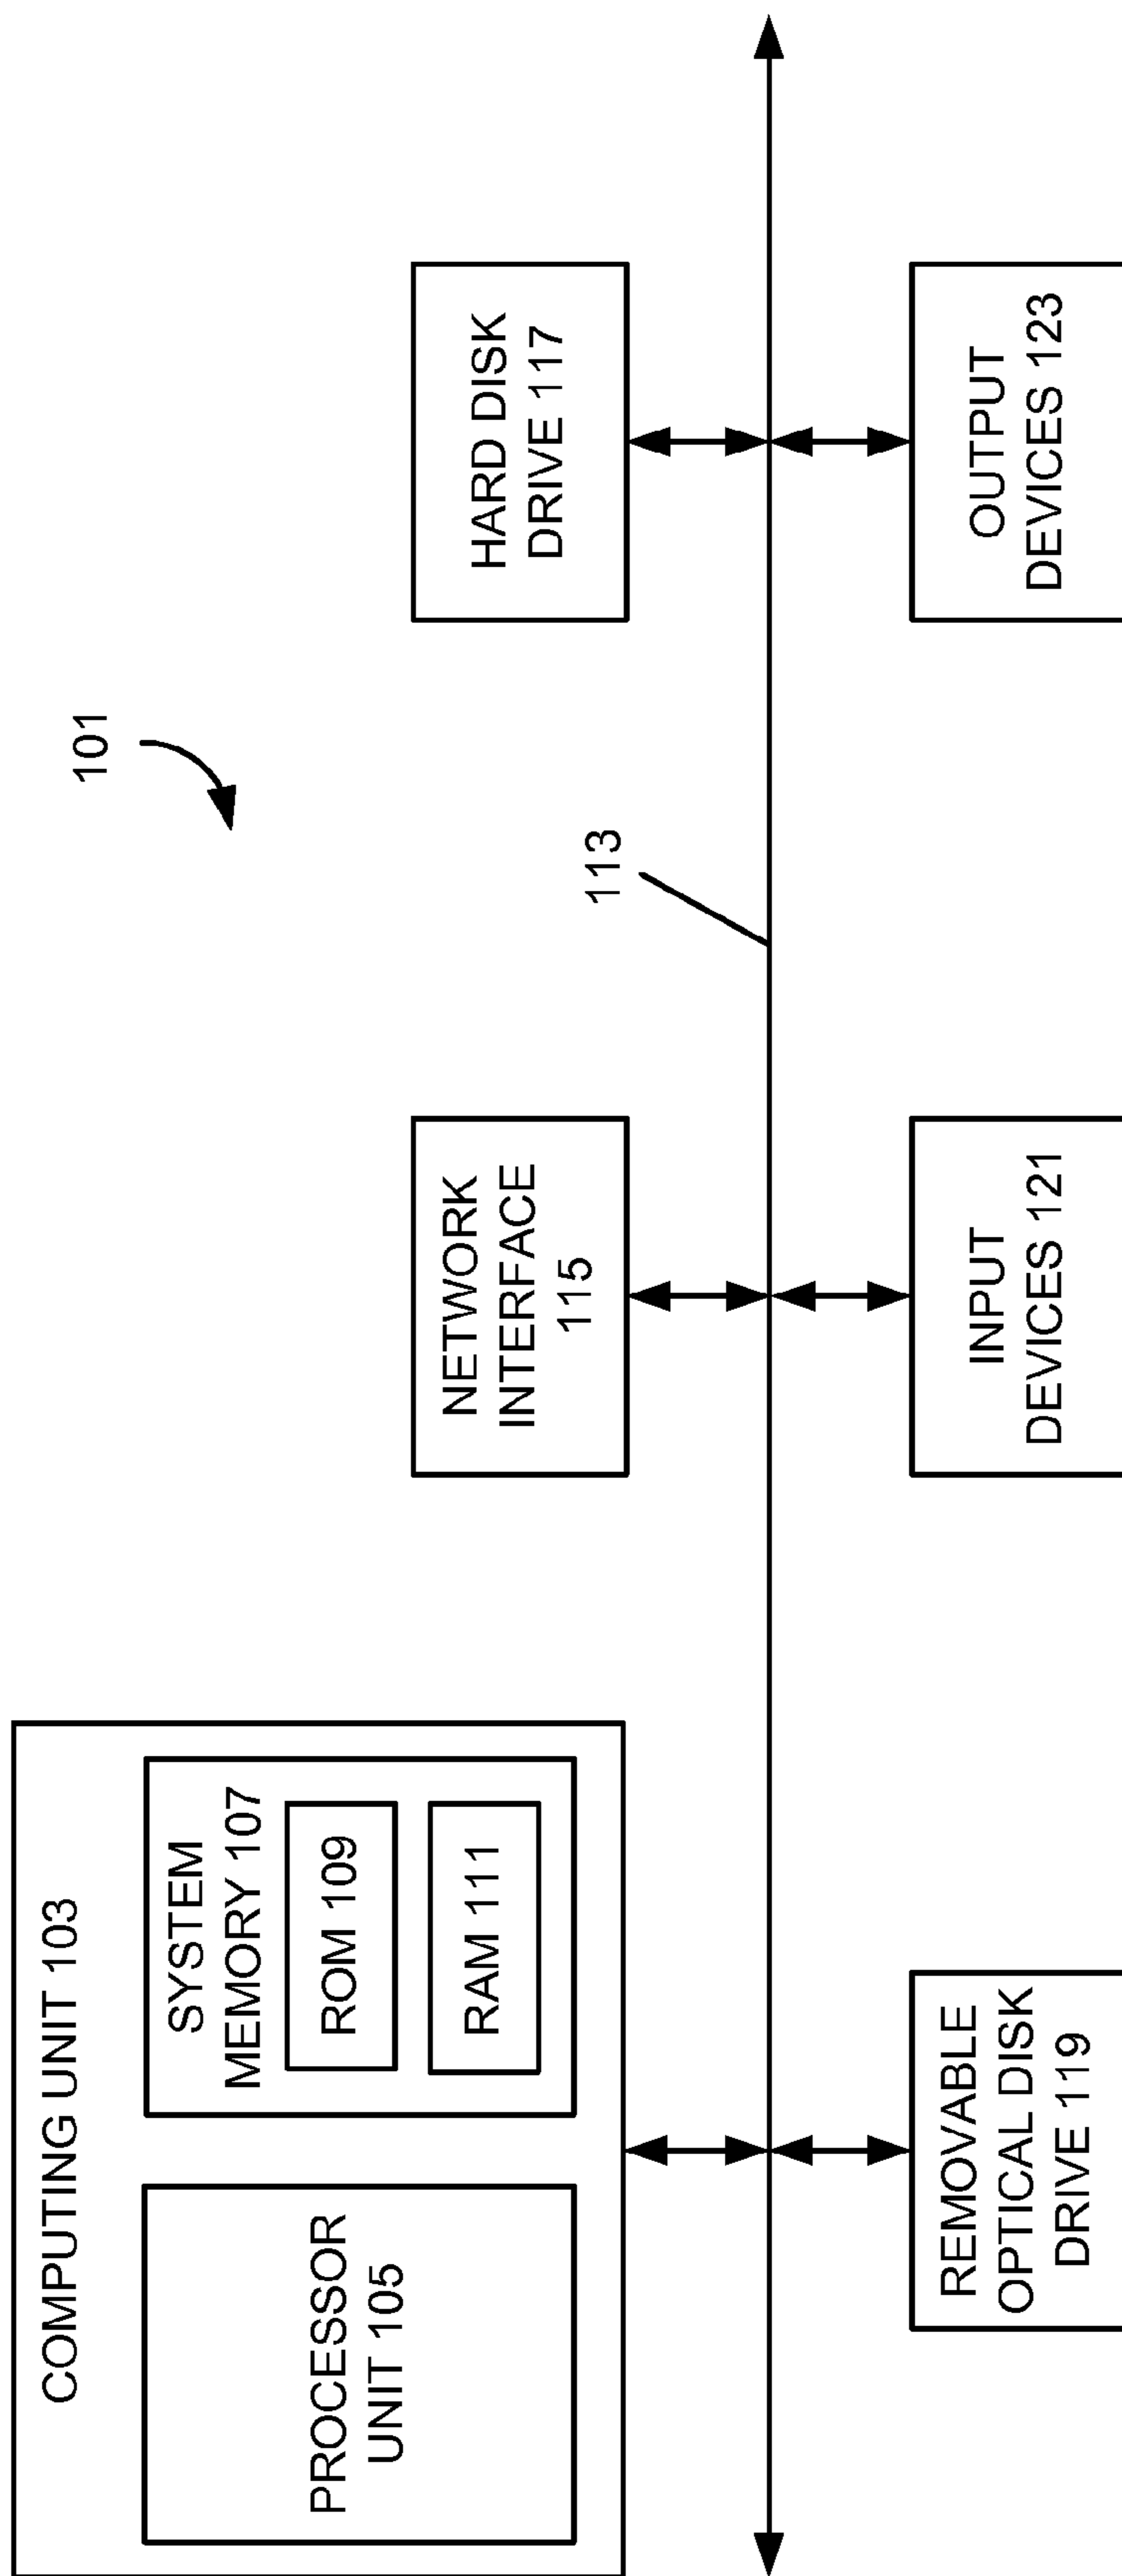 101
COMPUTING UNIT 103
PROCESSOR
UNIT 105
SYSTEM
MEMORY 107
ROM 109
RAM 111
NETWORK
INTERFACE
115
HARD DISK
DRIVE 117
113
REMOVABLE
OPTICAL DISK
DRIVE 119
INPUT
DEVICES 121
OUTPUT
DEVICES 123